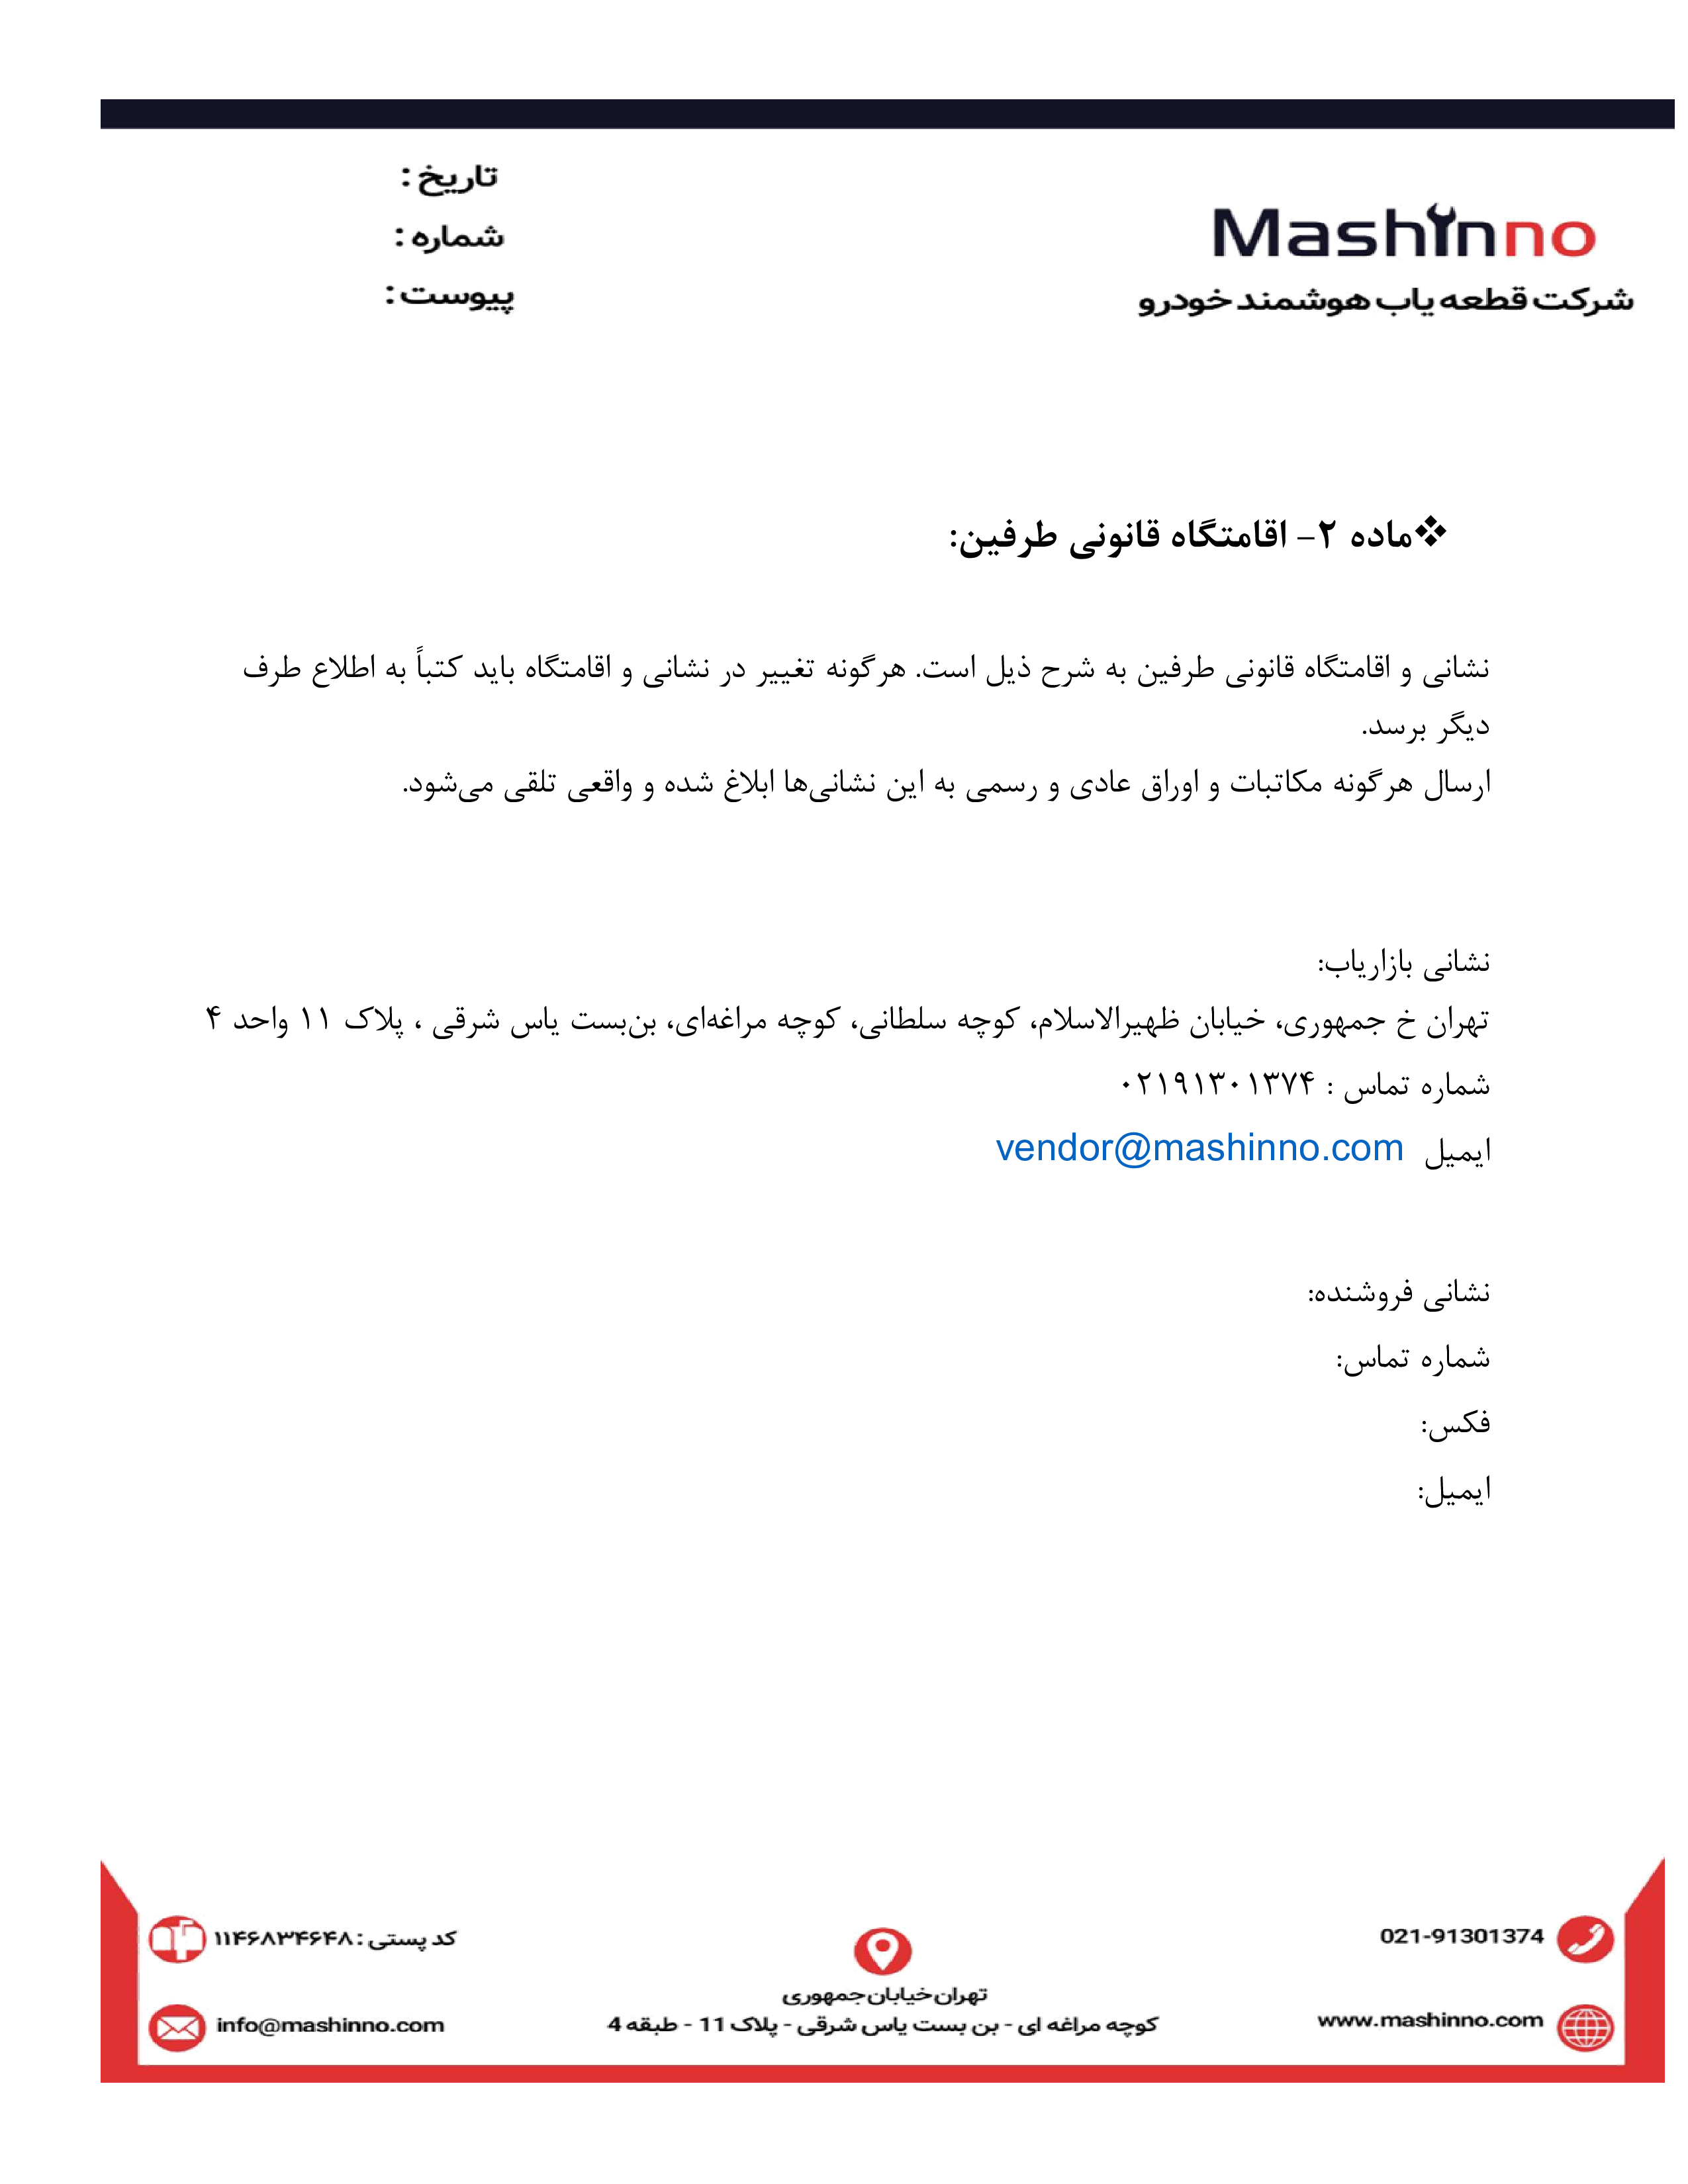 Mashinno
شرکت قطعه یاب هوشمند خودرو
تاریخ :
شماره :
پیوست :
❖ماده ۲- اقامتگاه قانونی طرفین:
نشانی و اقامتگاه قانونی طرفین به شرح ذیل است. هرگونه تغییر در نشانی و اقامتگاه باید کتباً به اطلاع طرف
دیگر برسد.
ارسال هرگونه مکاتبات و اوراق عادی و رسمی به این نشانی‌ها ابلاغ شده و واقعی تلقی می‌شود.
نشانی بازاریاب:
تهران خ جمهوری، خیابان ظهیرالاسلام، کوچه سلطانی، کوچه مراغه‌ای، بن‌بست یاس شرقی ، پلاک ۱۱ واحد ۴
شماره تماس : ۰۲۱۹۱۳۰۱۳۷۴
ایمیل vendor@mashinno.com
نشانی فروشنده:
شماره تماس:
فکس:
ایمیل:
021-91301374
www.mashinno.com
تهران خیابان جمهوری
کوچه مراغه ای - بن بست یاس شرقی - پلاک 11 - طبقه 4
کد پستی : ۱۱۴۶۸۳۴۶۴۸
info@mashinno.com